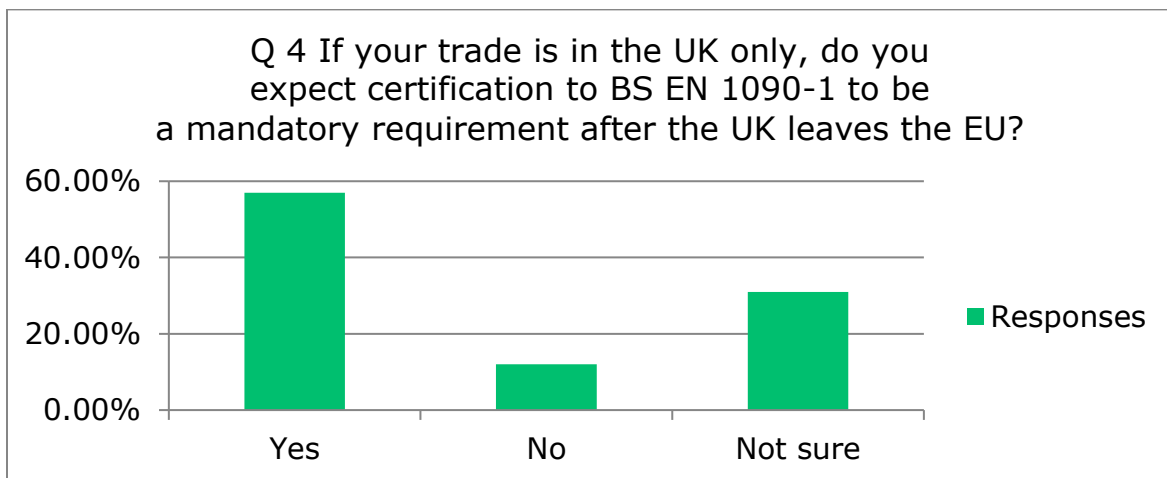 Q 4 If your trade is in the UK only, do you
expect certification to BS EN 1090-1 to be
a mandatory requirement after the UK leaves the EU?
60.00%
40.00%
20.00%
0.00%
Yes
No
Not sure
Responses